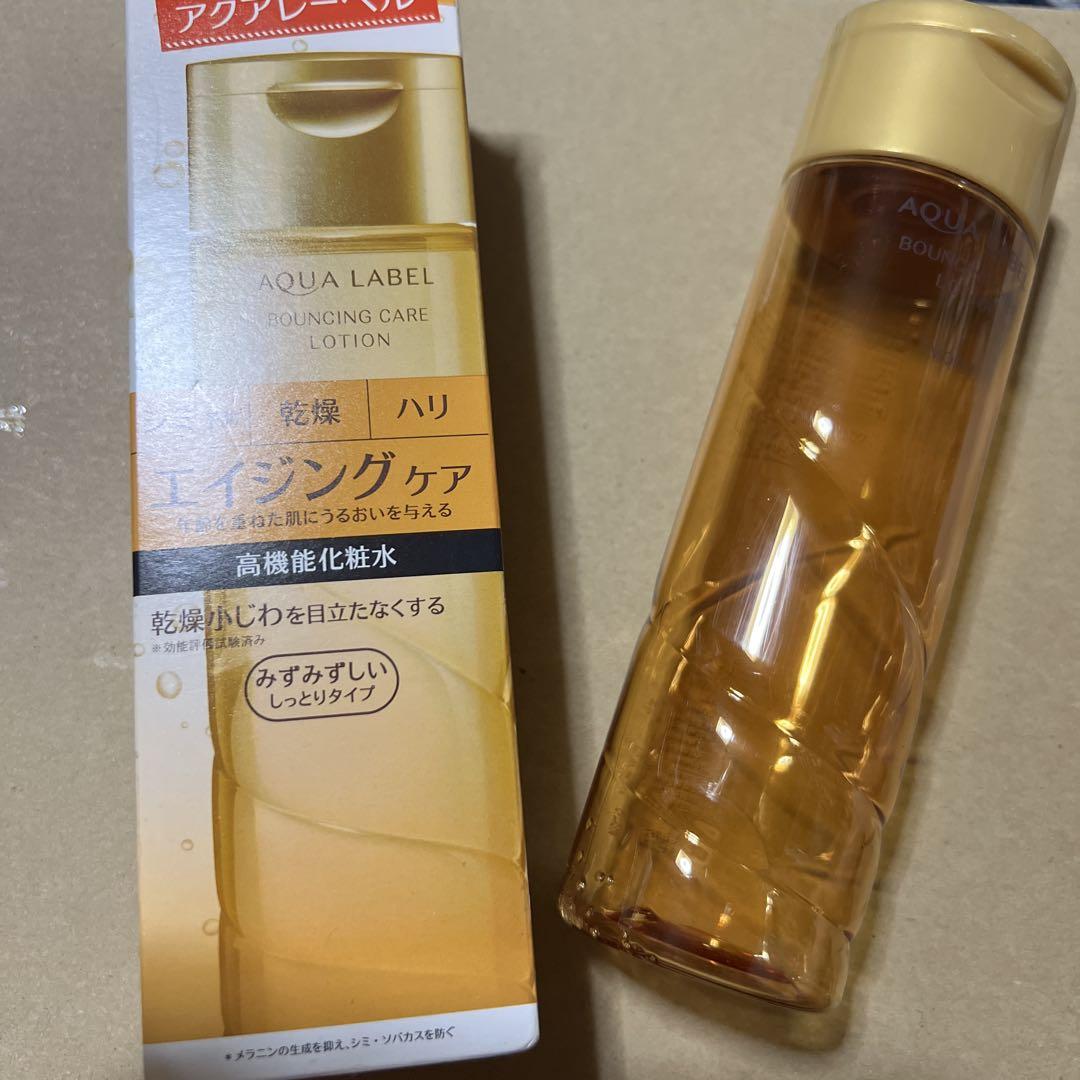 アクアレーベル
AQUA LABEL
BOUNCING CARE
LOTION
乾燥 ハリ
エイジングケア
年齢を重ねた肌にうるおいを与える
高機能化粧水
乾燥小じわを目立たなくする
※効能評価試験済み
みずみずしい
しっとりタイプ
*メラニンの生成を抑え、シミ・ソバカスを防ぐ
AQUA